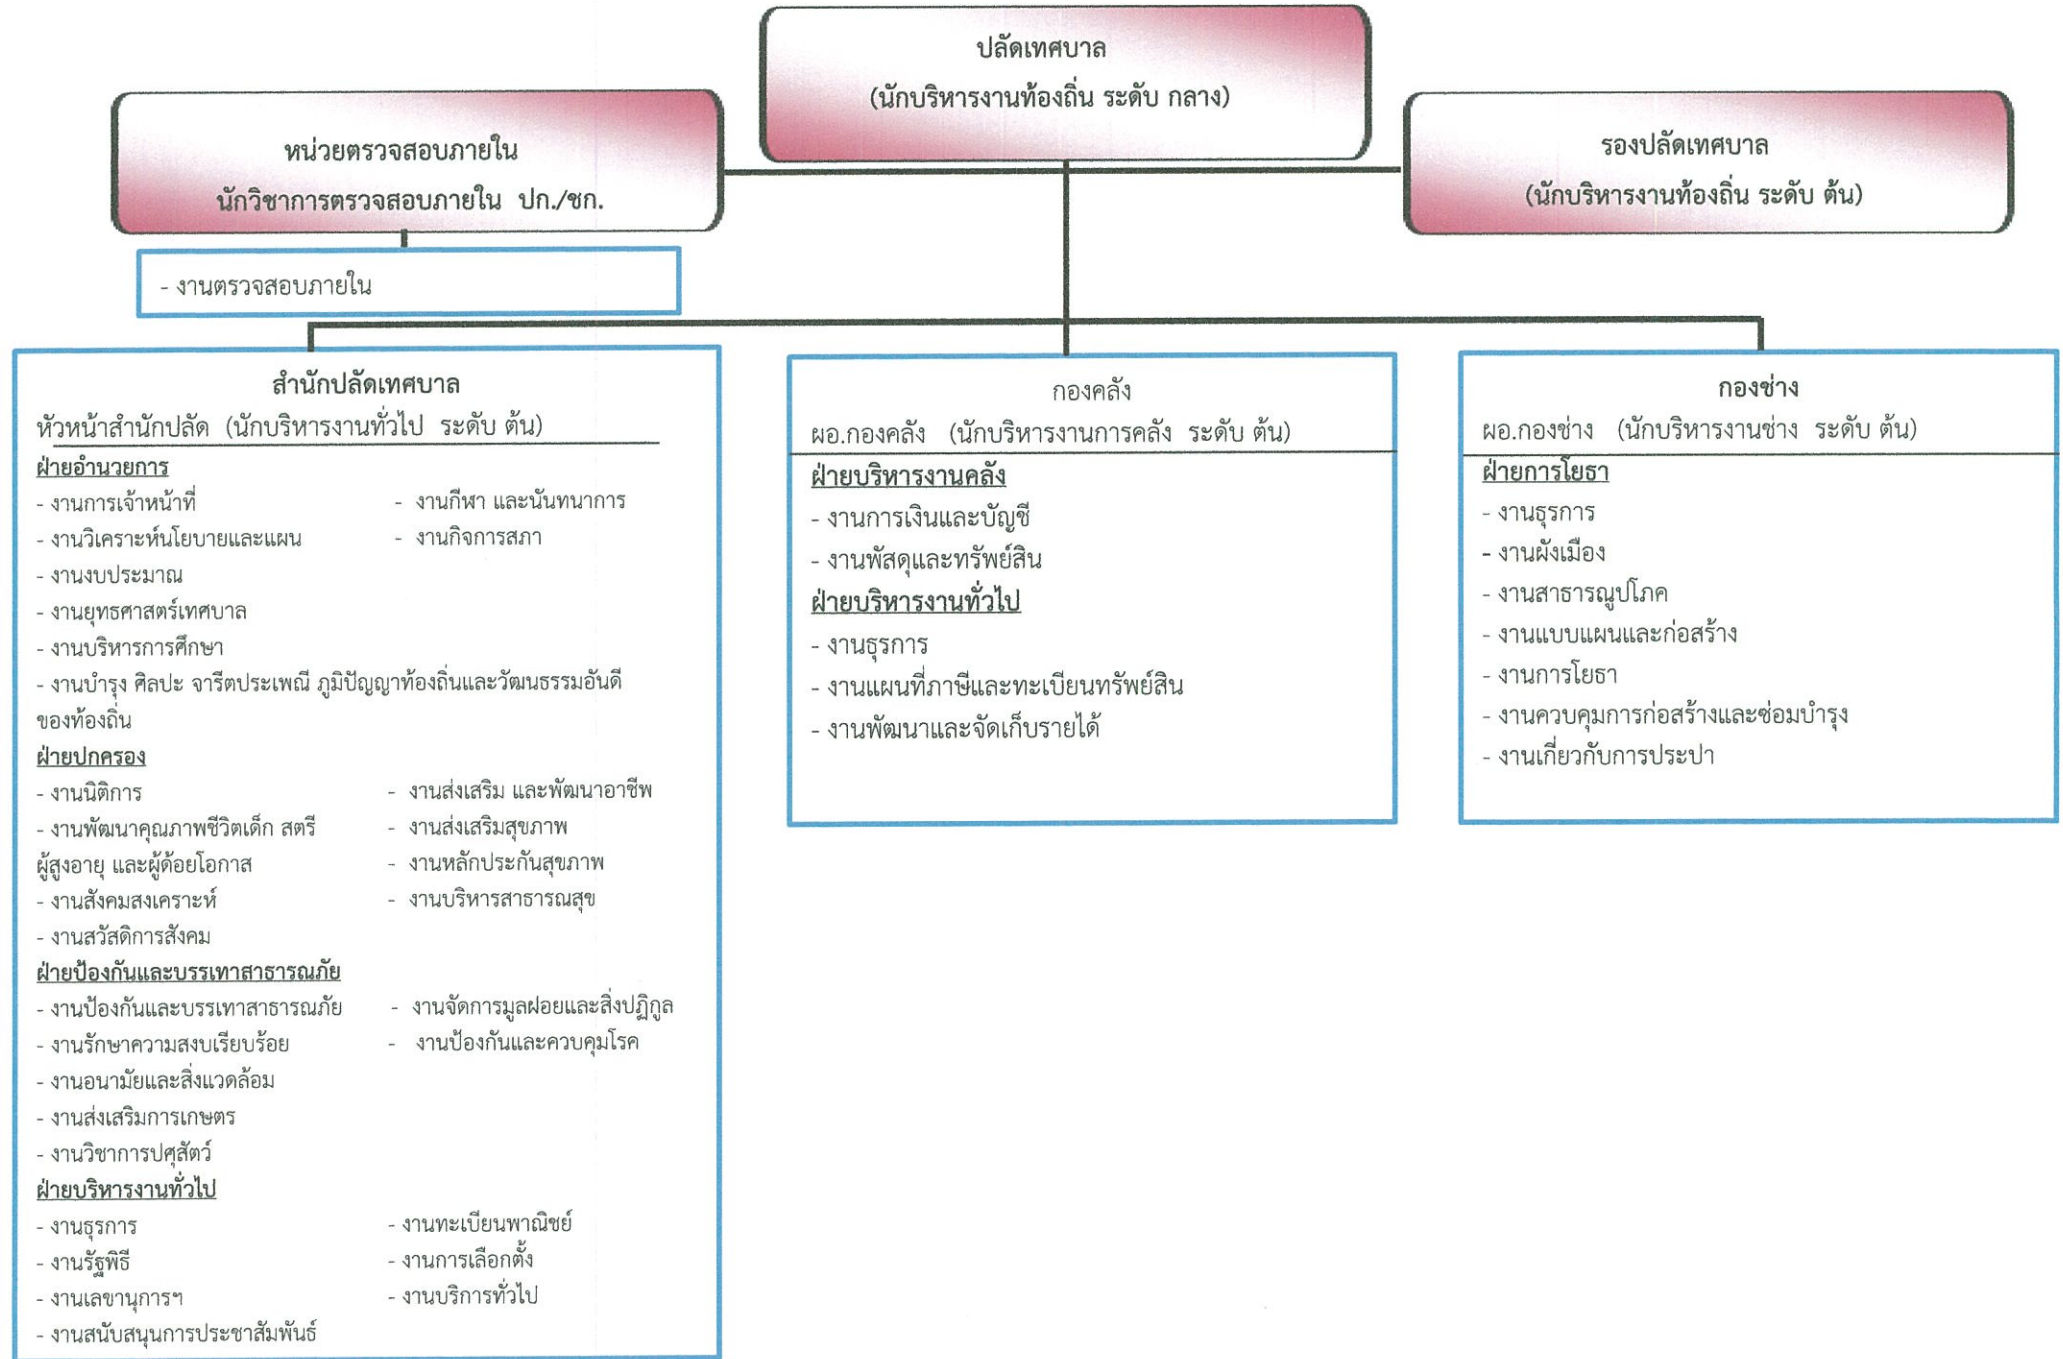 ปลัดเทศบาล
(นักบริหารงานท้องถิ่น ระดับ กลาง)
หน่วยตรวจสอบภายใน
นักวิชาการตรวจสอบภายใน ปก./ชก.
รองปลัดเทศบาล
(นักบริหารงานท้องถิ่น ระดับ ต้น)
- งานตรวจสอบภายใน
สำนักปลัดเทศบาล
หัวหน้าสำนักปลัด (นักบริหารงานทั่วไป ระดับ ต้น)
ฝ่ายอำนวยการ
- งานการเจ้าหน้าที่
- งานกีฬา และนันทนาการ
- งานวิเคราะห์นโยบายและแผน
- งานกิจการสภา
- งานงบประมาณ
- งานยุทธศาสตร์เทศบาล
- งานบริหารการศึกษา
- งานบำรุง ศิลปะ จารีตประเพณี ภูมิปัญญาท้องถิ่นและวัฒนธรรมอันดี
ของท้องถิ่น
ฝ่ายปกครอง
- งานนิติการ
- งานส่งเสริม และพัฒนาอาชีพ
- งานพัฒนาคุณภาพชีวิตเด็ก สตรี
- งานส่งเสริมสุขภาพ
ผู้สูงอายุ และผู้ด้อยโอกาส
- งานหลักประกันสุขภาพ
- งานสังคมสงเคราะห์
- งานบริหารสาธารณสุข
- งานสวัสดิการสังคม
ฝ่ายป้องกันและบรรเทาสาธารณภัย
- งานป้องกันและบรรเทาสาธารณภัย
- งานจัดการมูลฝอยและสิ่งปฏิกูล
- งานรักษาความสงบเรียบร้อย
- งานป้องกันและควบคุมโรค
- งานอนามัยและสิ่งแวดล้อม
- งานส่งเสริมการเกษตร
- งานวิชาการปศุสัตว์
ฝ่ายบริหารงานทั่วไป
- งานธุรการ
- งานทะเบียนพาณิชย์
- งานรัฐพิธี
- งานการเลือกตั้ง
- งานเลขานุการฯ
- งานบริการทั่วไป
- งานสนับสนุนการประชาสัมพันธ์
กองคลัง
ผอ.กองคลัง (นักบริหารงานการคลัง ระดับ ต้น)
ฝ่ายบริหารงานคลัง
- งานการเงินและบัญชี
- งานพัสดุและทรัพย์สิน
ฝ่ายบริหารงานทั่วไป
- งานธุรการ
- งานแผนที่ภาษีและทะเบียนทรัพย์สิน
- งานพัฒนาและจัดเก็บรายได้
กองช่าง
ผอ.กองช่าง (นักบริหารงานช่าง ระดับ ต้น)
ฝ่ายการโยธา
- งานธุรการ
- งานผังเมือง
- งานสาธารณูปโภค
- งานแบบแผนและก่อสร้าง
- งานการโยธา
- งานควบคุมการก่อสร้างและซ่อมบำรุง
- งานเกี่ยวกับการประปา